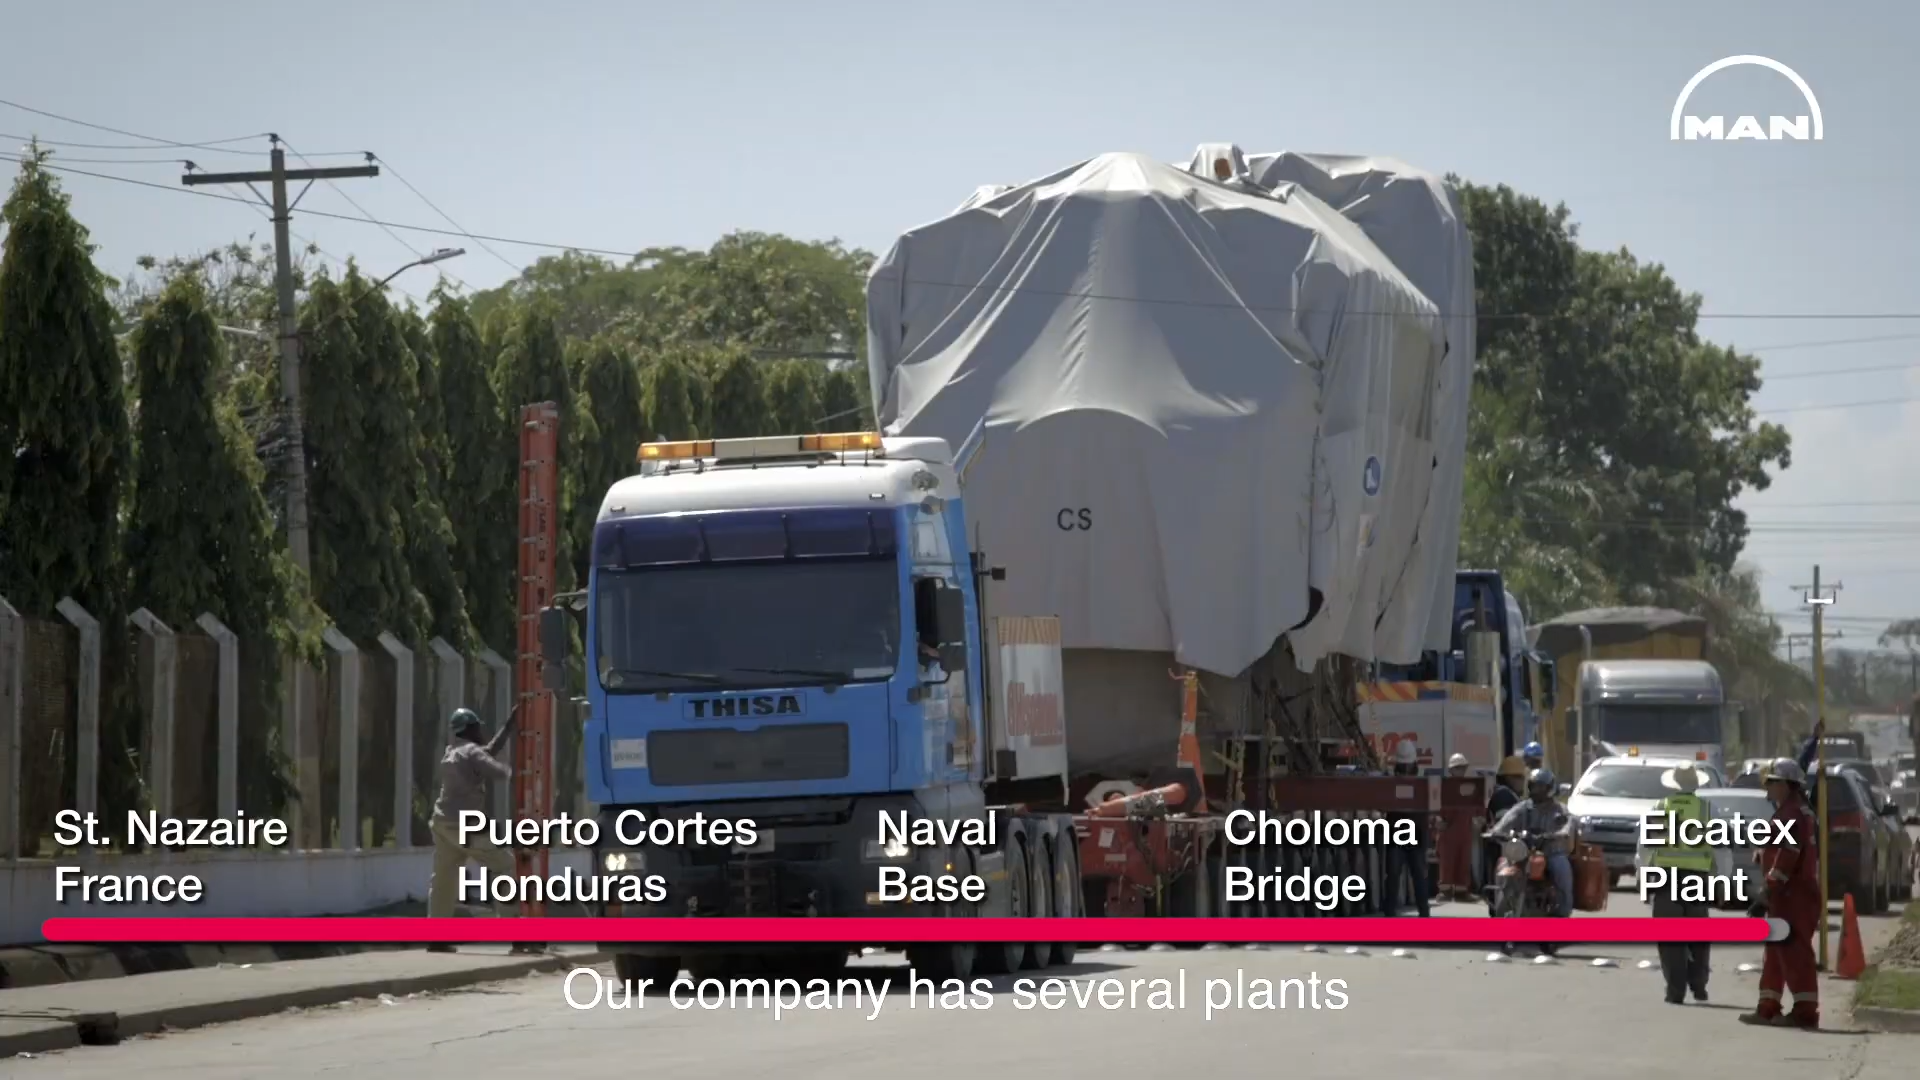 MAN
CS
THISA
St. Nazaire
France
Puerto Cortes
Honduras
Naval
Base
Choloma
Bridge
Elcatex
Plant
Our company has several plants